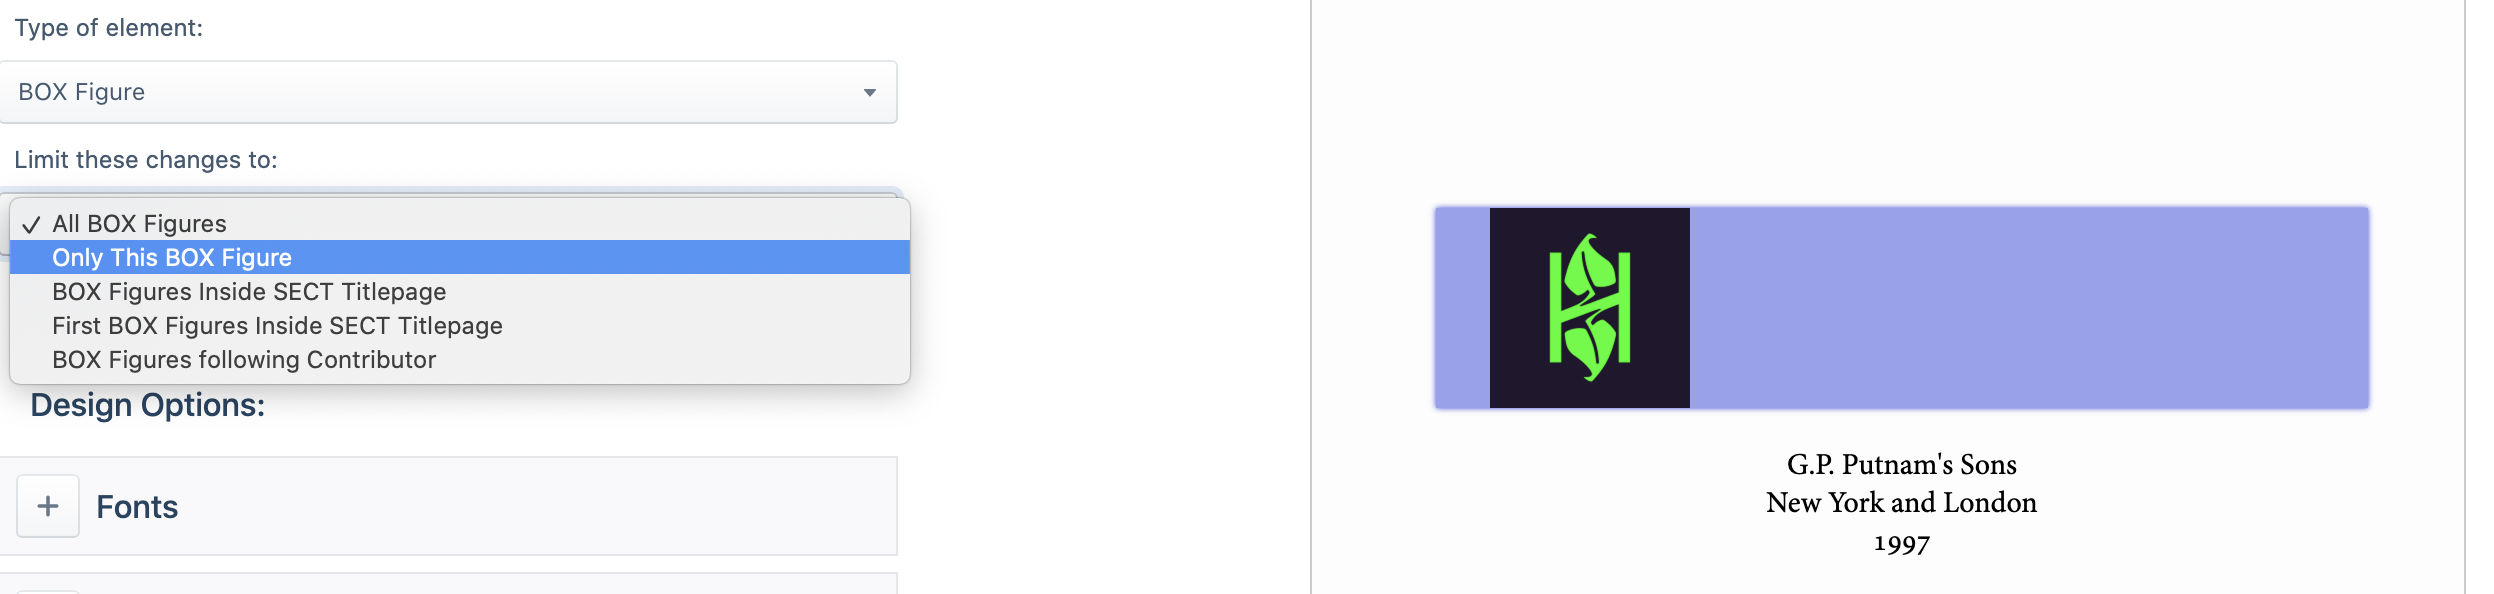 Type of element:
BOX Figure
Limit these changes to:
✓ All BOX Figures
Only This BOX Figure
BOX Figures Inside SECT Titlepage
First BOX Figures Inside SECT Titlepage
BOX Figures following Contributor
Design Options:
+ Fonts
G.P. Putnam's Sons
New York and London
1997